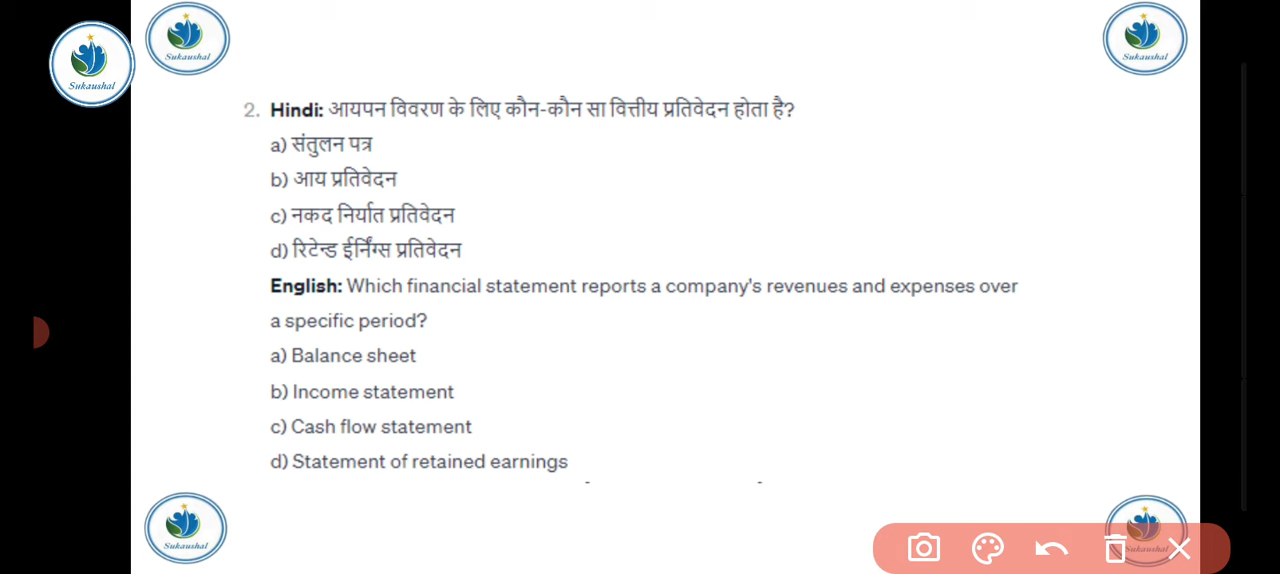 Sukaushal
Sukaushal
Sukaushal
2. Hindi: आयपन विवरण के लिए कौन-कौन सा वित्तीय प्रतिवेदन होता है?
a) संतुलन पत्र
b) आय प्रतिवेदन
c) नकद निर्यात प्रतिवेदन
d) रिटेन्ड ईर्निंग्स प्रतिवेदन
English: Which financial statement reports a company's revenues and expenses over
a specific period?
a) Balance sheet
b) Income statement
c) Cash flow statement
d) Statement of retained earnings
Sukaushal
Sukaushal